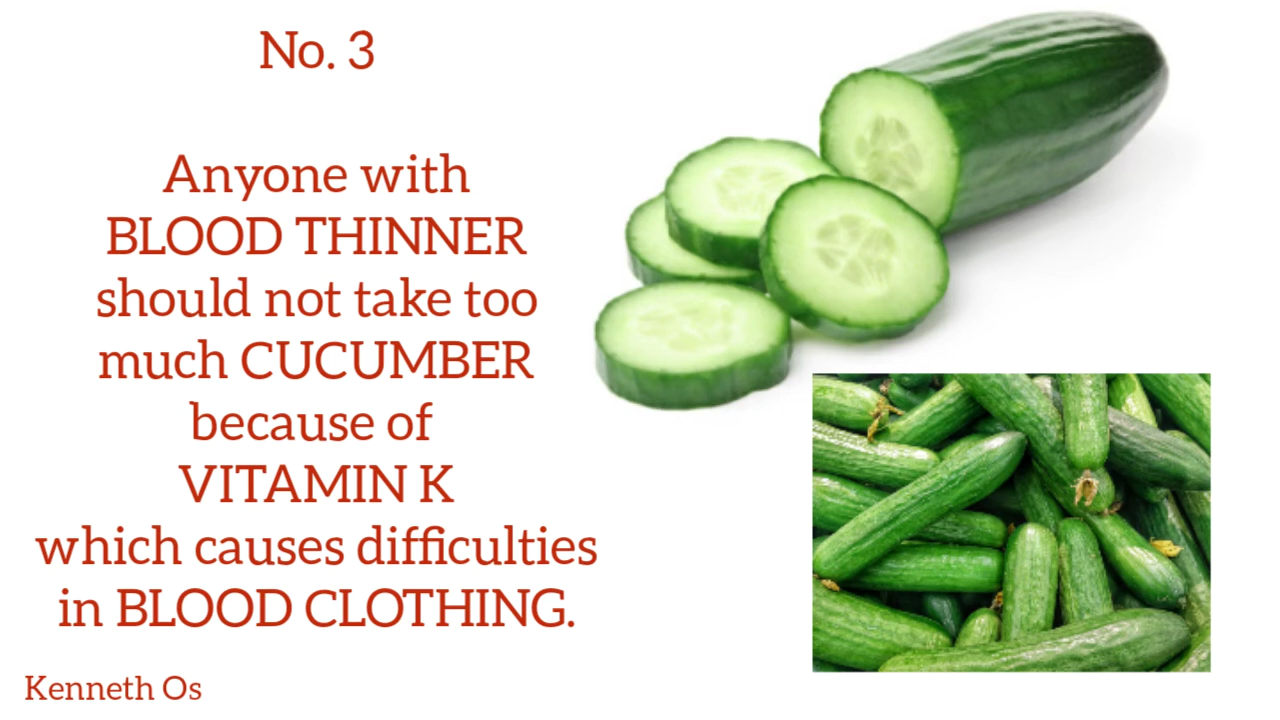 No. 3
Anyone with
BLOOD THINNER
should not take too
much CUCUMBER
because of
VITAMIN K
which causes difficulties
in BLOOD CLOTHING.
Kenneth Os